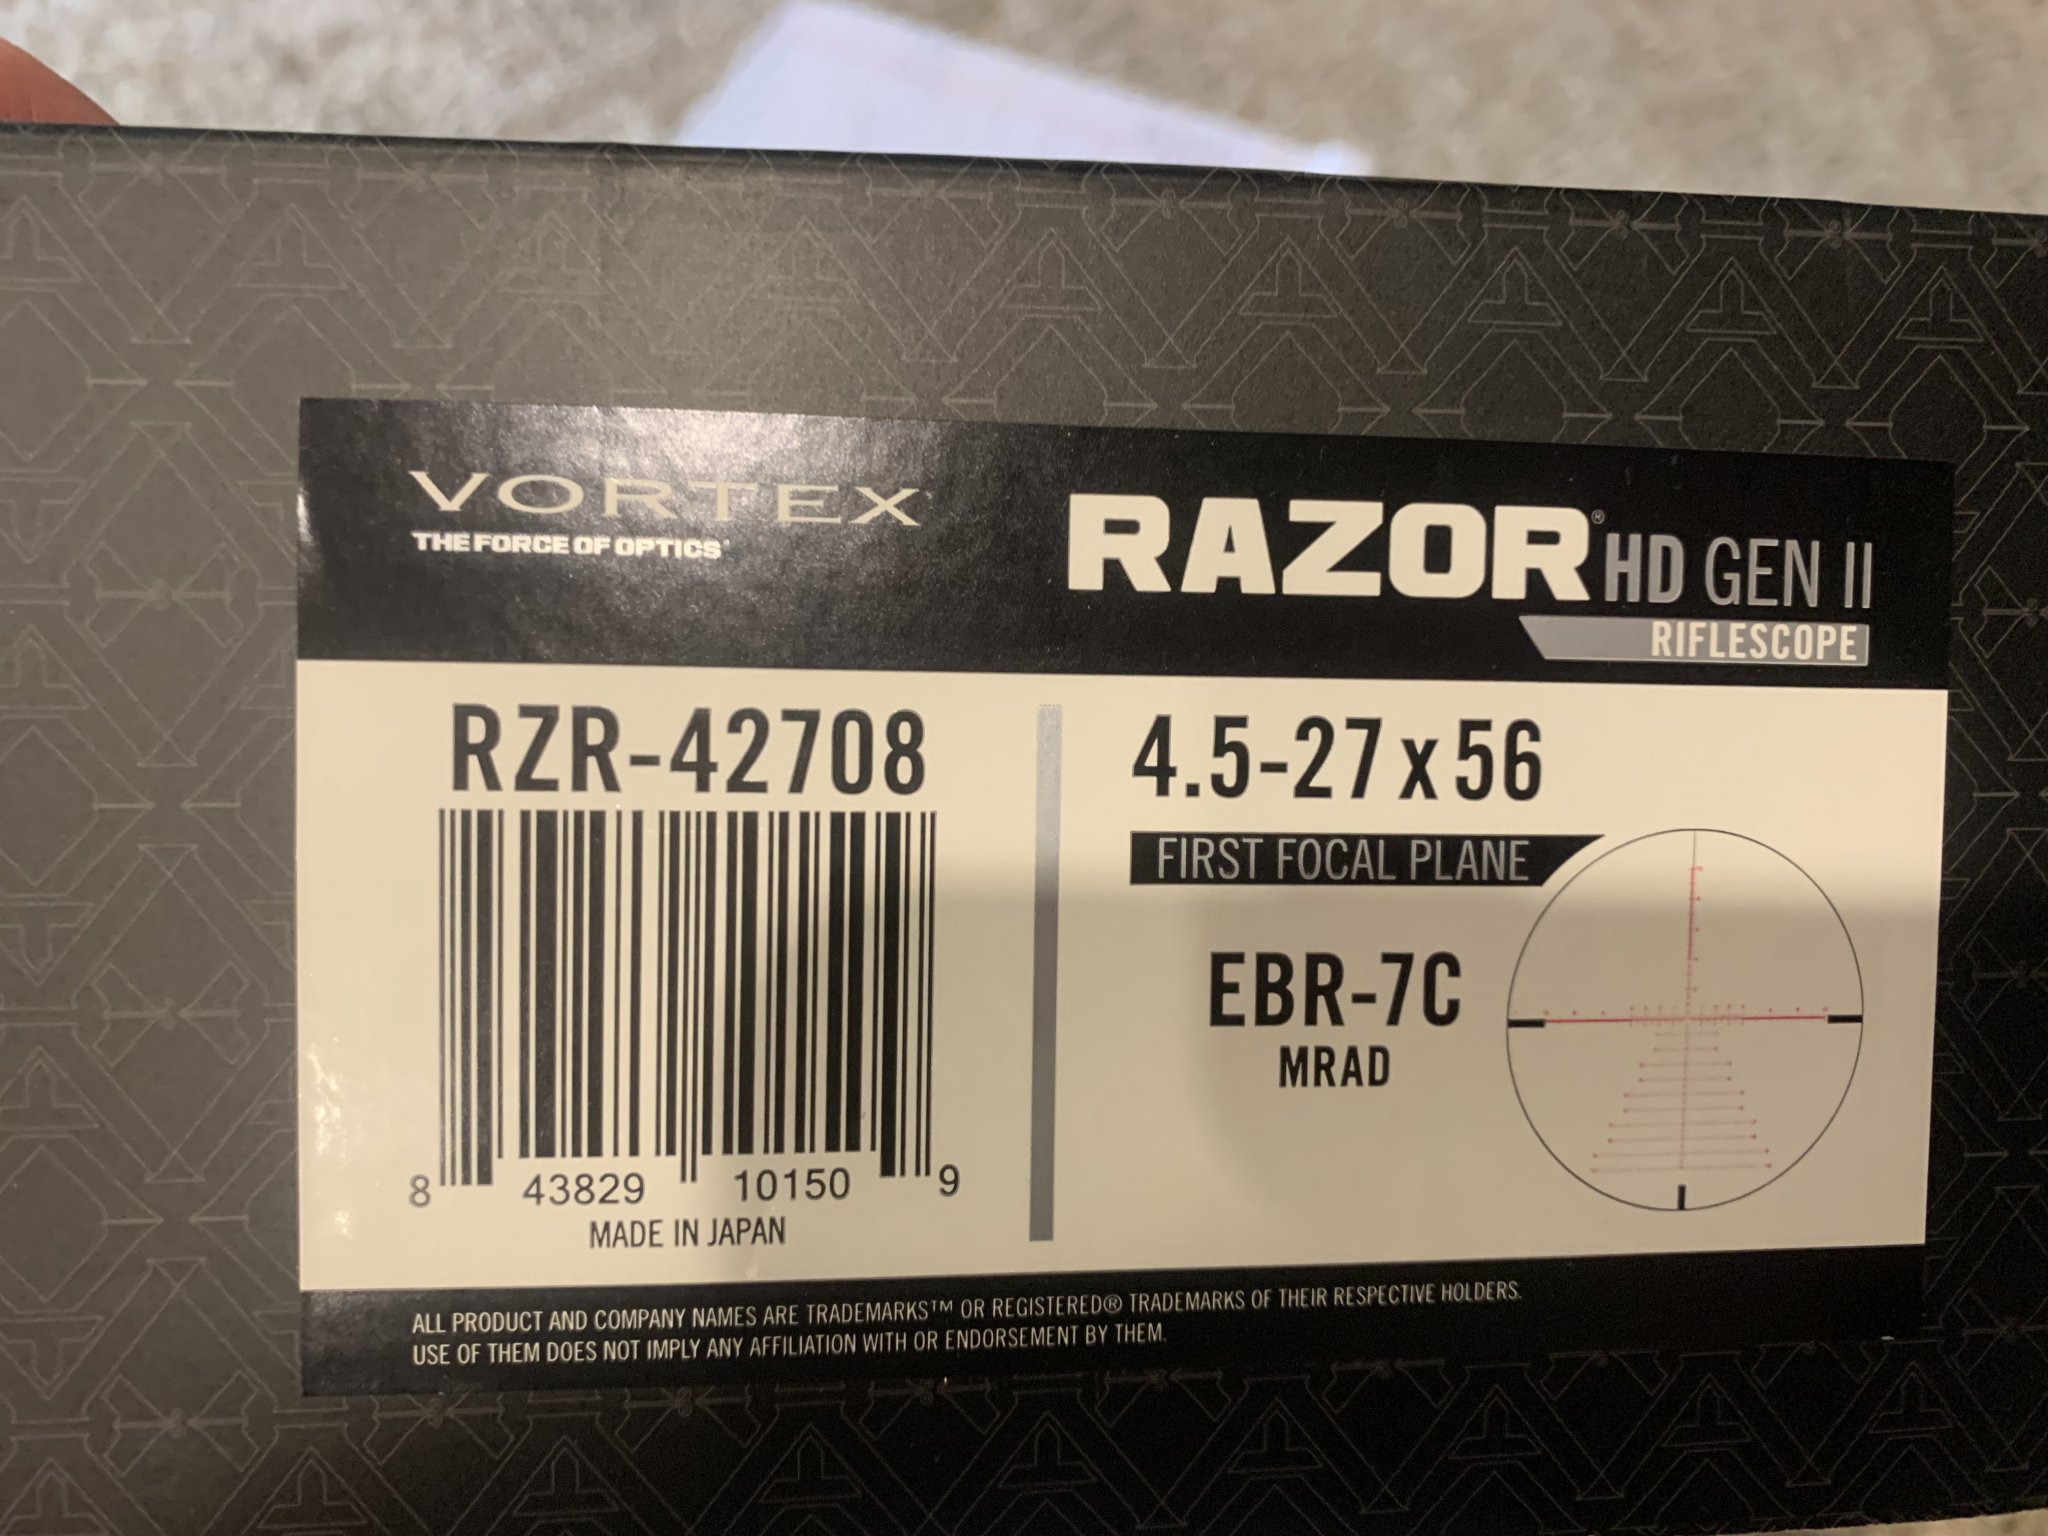 VORTEX
THE FORCE OF OPTICS®
RAZOR® HD GEN II
RIFLESCOPE
RZR-42708
8 43829 10150 9
MADE IN JAPAN
4.5-27 x 56
FIRST FOCAL PLANE
EBR-7C
MRAD
ALL PRODUCT AND COMPANY NAMES ARE TRADEMARKS™ OR REGISTERED® TRADEMARKS OF THEIR RESPECTIVE HOLDERS.
USE OF THEM DOES NOT IMPLY ANY AFFILIATION WITH OR ENDORSEMENT BY THEM.